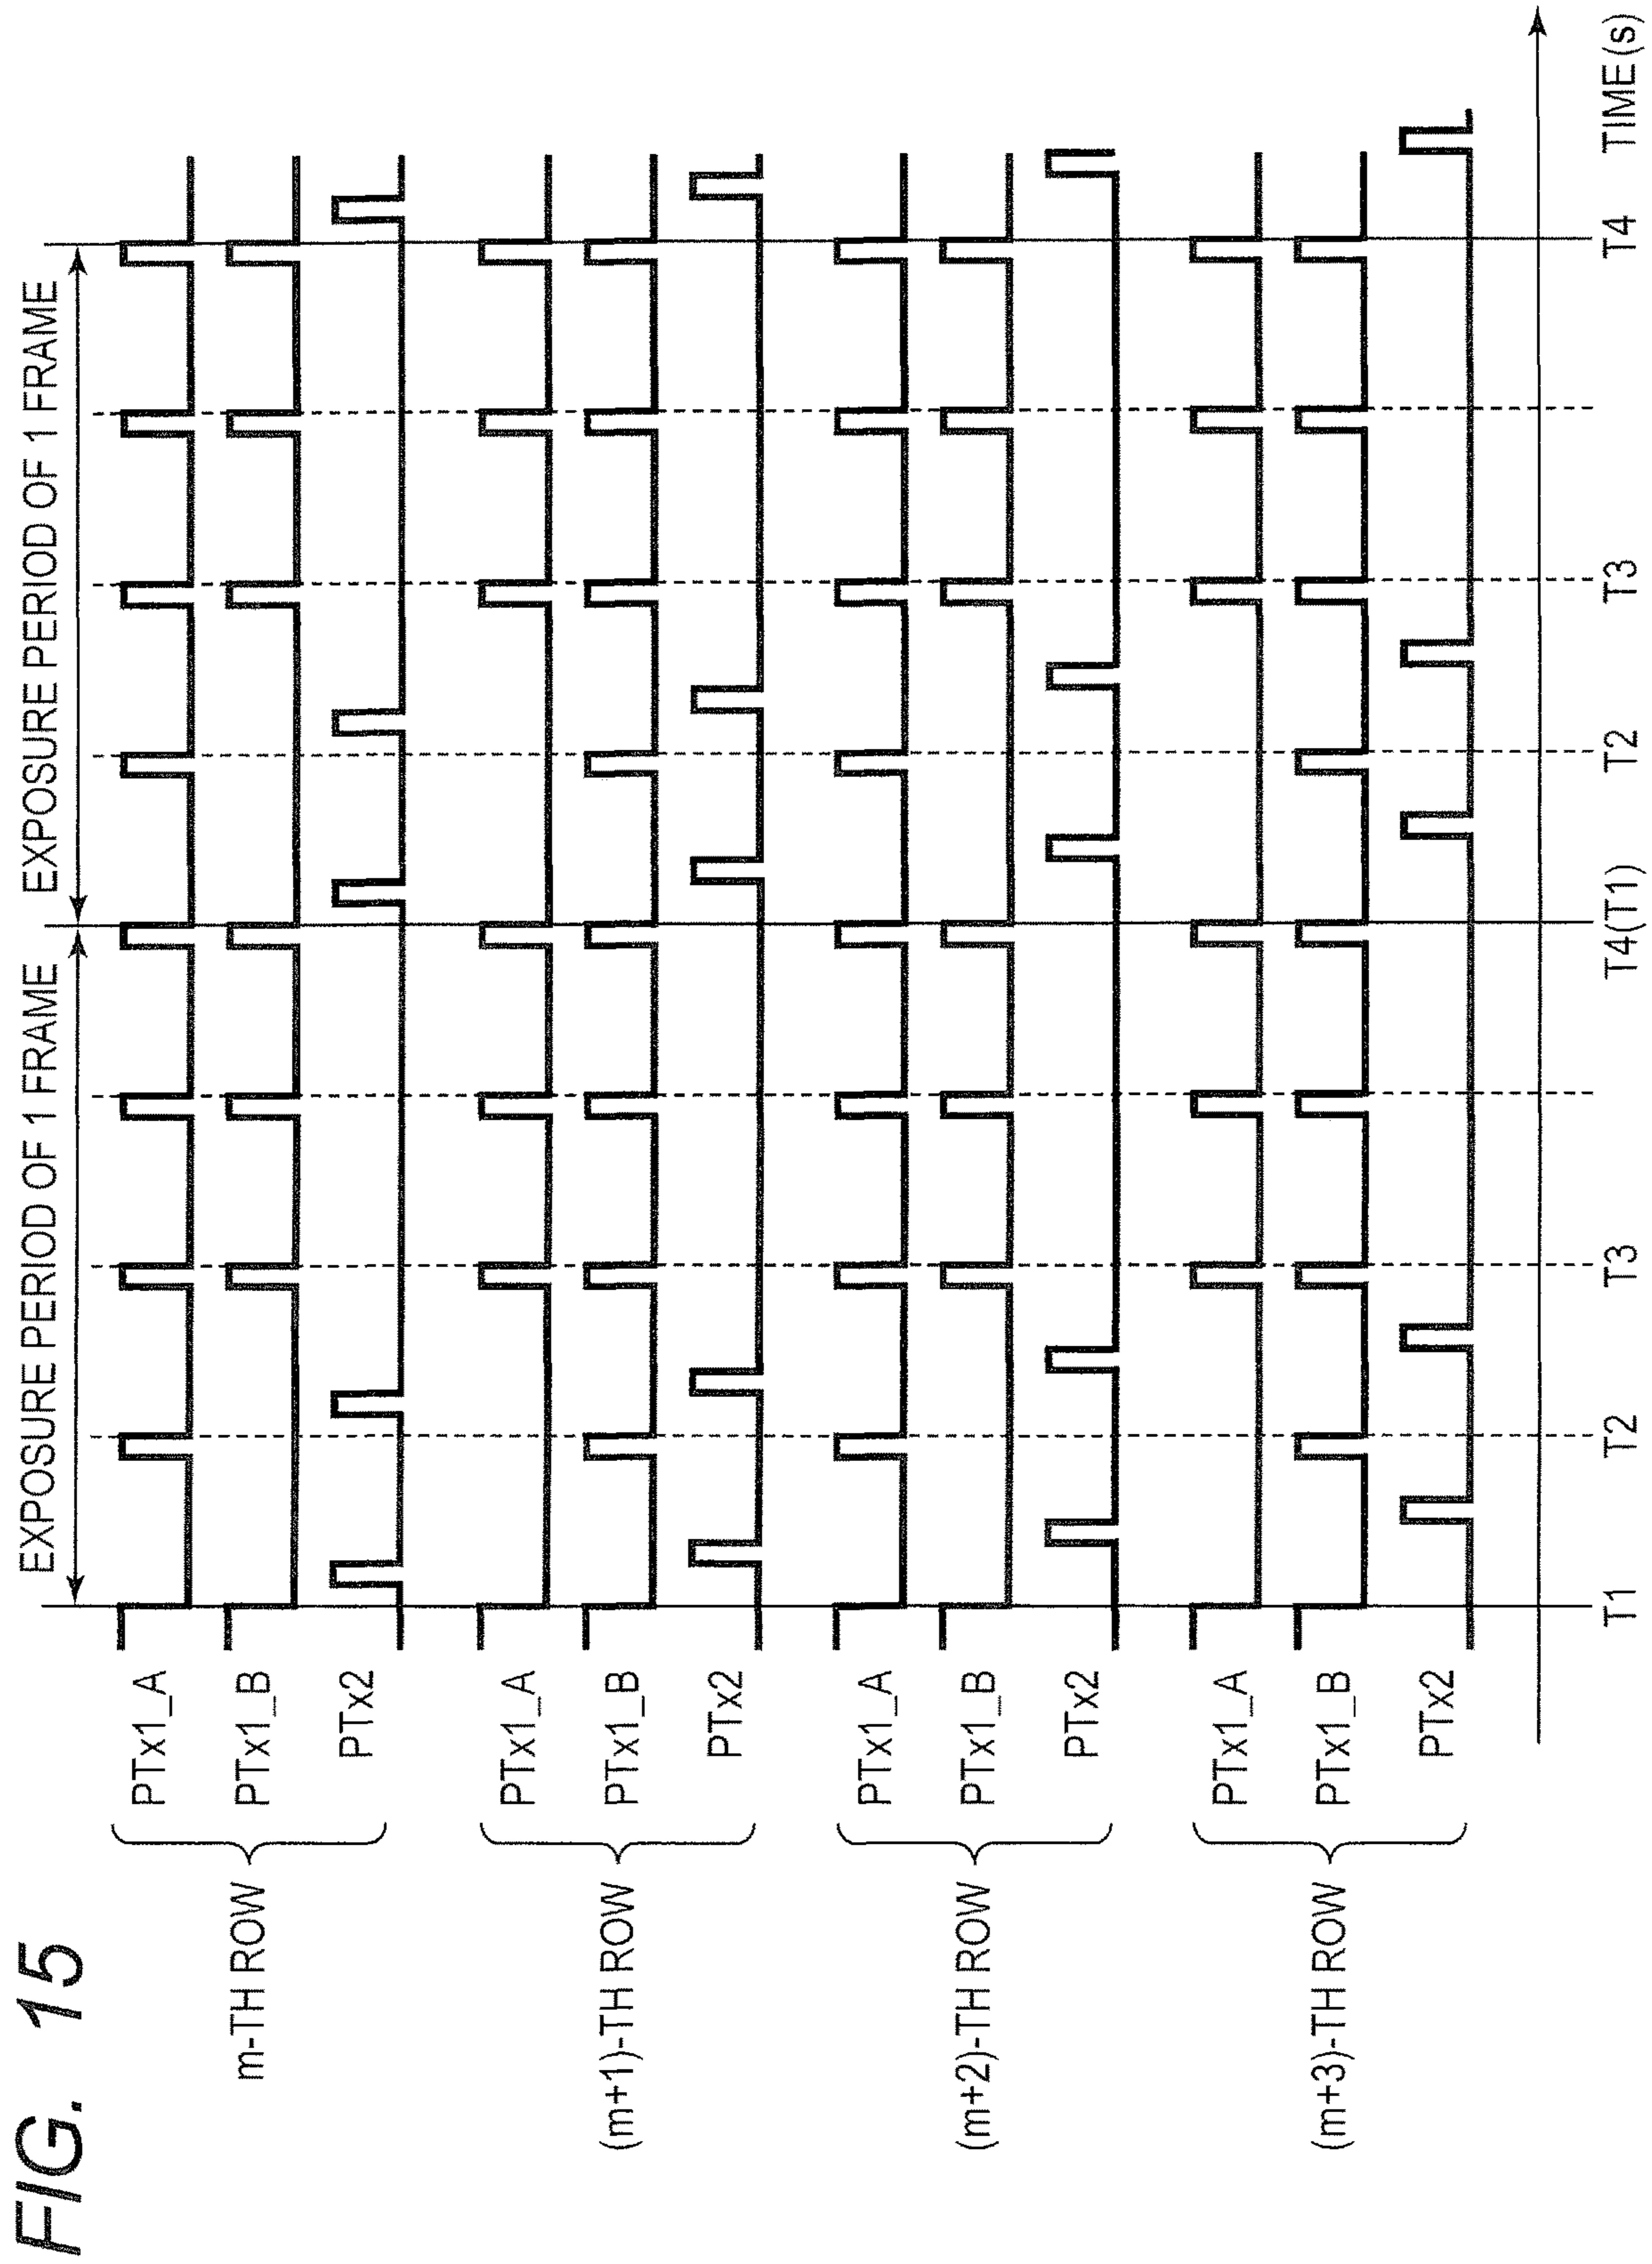 FIG. 15
EXPOSURE PERIOD OF 1 FRAME
EXPOSURE PERIOD OF 1 FRAME
m-TH ROW
PTx1_A
PTx1_B
PTx2
(m+1)-TH ROW
PTx1_A
PTx1_B
PTx2
(m+2)-TH ROW
PTx1_A
PTx1_B
PTx2
(m+3)-TH ROW
PTx1_A
PTx1_B
PTx2
T1 T2 T3 T4(T1) T2 T3 T4 TIME(s)